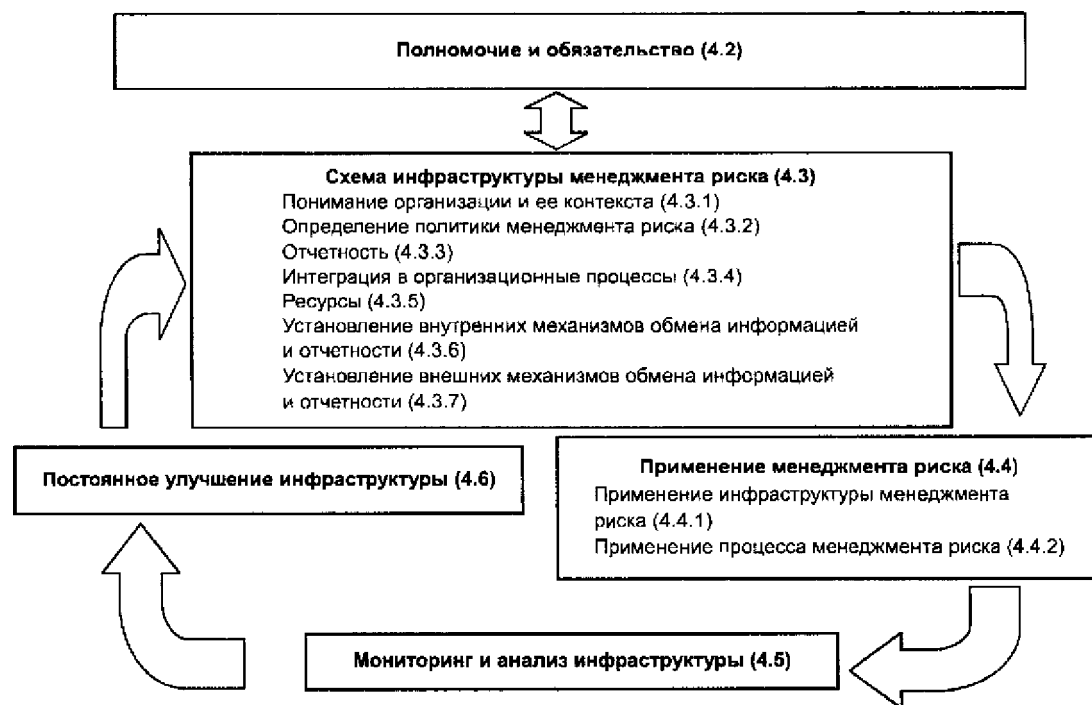 Полномочие и обязательство (4.2)
Схема инфраструктуры менеджмента риска (4.3)
Понимание организации и ее контекста (4.3.1)
Определение политики менеджмента риска (4.3.2)
Отчетность (4.3.3)
Интеграция в организационные процессы (4.3.4)
Ресурсы (4.3.5)
Установление внутренних механизмов обмена информацией
и отчетности (4.3.6)
Установление внешних механизмов обмена информацией
и отчетности (4.3.7)
Постоянное улучшение инфраструктуры (4.6)
Применение менеджмента риска (4.4)
Применение инфраструктуры менеджмента
риска (4.4.1)
Применение процесса менеджмента риска (4.4.2)
Мониторинг и анализ инфраструктуры (4.5)